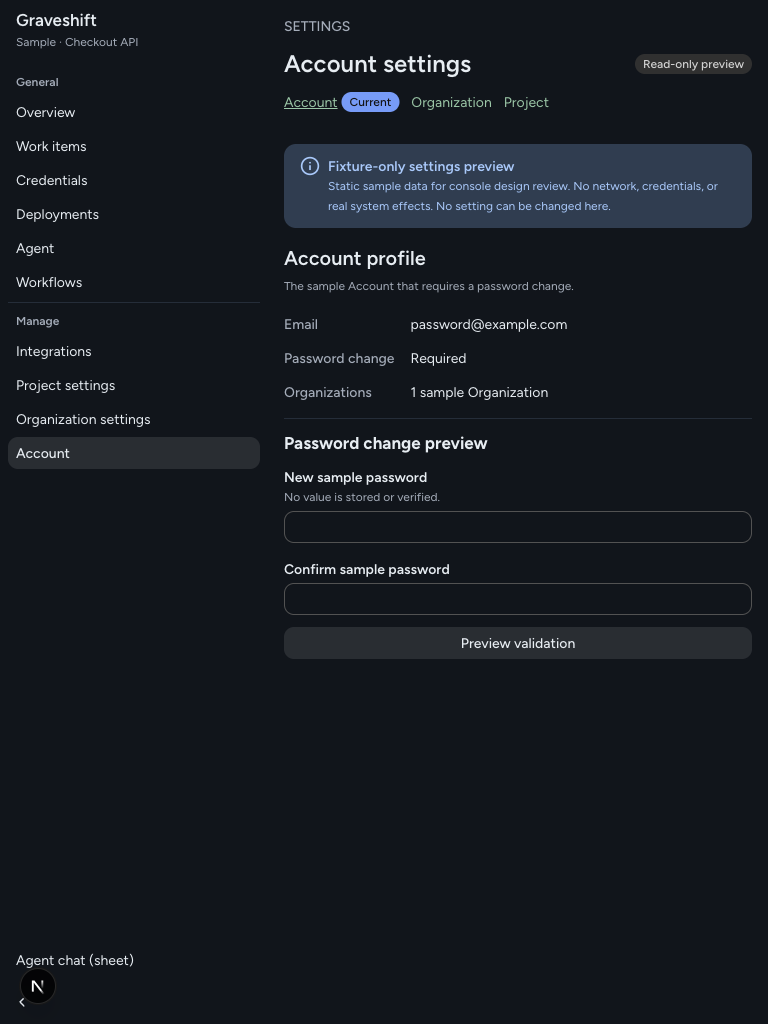 Graveshift
Sample · Checkout API
General
Overview
Work items
Credentials
Deployments
Agent
Workflows
Manage
Integrations
Project settings
Organization settings
Account
Agent chat (sheet)
N
SETTINGS
Account settings
Read-only preview
Account Current Organization Project
Fixture-only settings preview
Static sample data for console design review. No network, credentials, or
real system effects. No setting can be changed here.
Account profile
The sample Account that requires a password change.
Email password@example.com
Password change Required
Organizations 1 sample Organization
Password change preview
New sample password
No value is stored or verified.
Confirm sample password
Preview validation